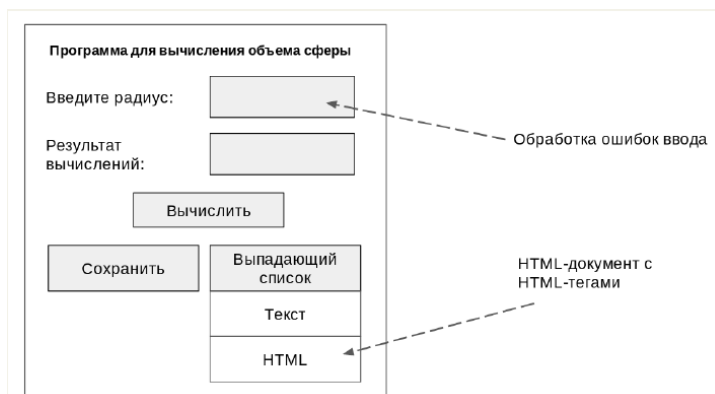 Программа для вычисления объема сферы
Введите радиус:
Обработка ошибок ввода
Результат
вычислений:
Вычислить
Сохранить
Выпадающий
список
HTML-документ с
HTML-тегами
Текст
HTML